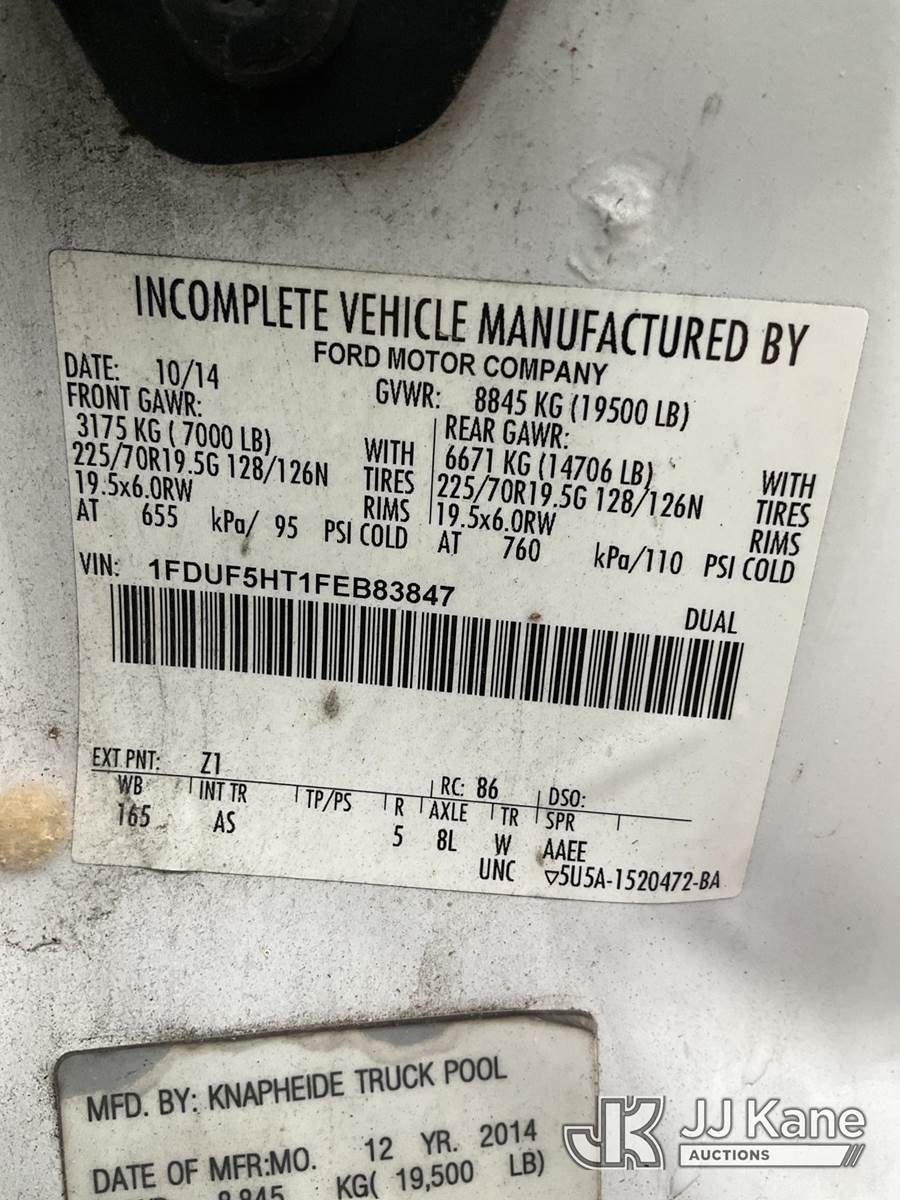 INCOMPLETE VEHICLE MANUFACTURED BY
FORD MOTOR COMPANY
DATE: 10/14 GVWR: 8845 KG (19500 LB)
FRONT GAWR: REAR GAWR:
3175 KG ( 7000 LB) WITH 6671 KG (14706 LB) WITH
225/70R19.5G 128/126N TIRES 225/70R19.5G 128/126N TIRES
19.5x6.0RW RIMS 19.5x6.0RW RIMS
AT 655 kPa/ 95 PSI COLD AT 760 kPa/110 PSI COLD
VIN: 1FDUF5HT1FEB83847 DUAL
EXT PNT: Z1 RC: 86 DSO:
WB INT TR TP/PS R AXLE TR SPR
165 AS 5 8L W AAEE
UNC ▽5U5A-1520472-BA
MFD. BY: KNAPHEIDE TRUCK POOL
DATE OF MFR:MO. 12 YR. 2014
8,845 KG( 19,500 LB)
JK JJ Kane
AUCTIONS